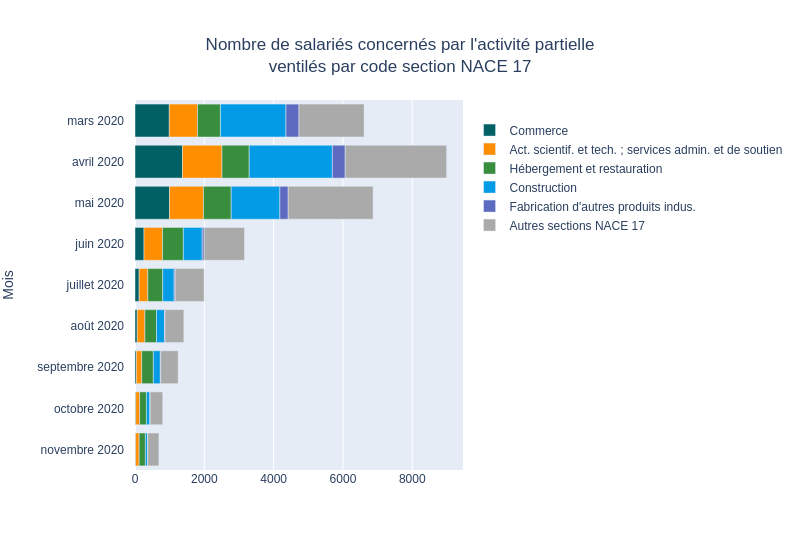 Nombre de salariés concernés par l'activité partielle
ventilés par code section NACE 17
mars 2020
avril 2020
mai 2020
juin 2020
juillet 2020
août 2020
septembre 2020
octobre 2020
novembre 2020
Mois
0 2000 4000 6000 8000
Commerce
Act. scientif. et tech. ; services admin. et de soutien
Hébergement et restauration
Construction
Fabrication d'autres produits indus.
Autres sections NACE 17